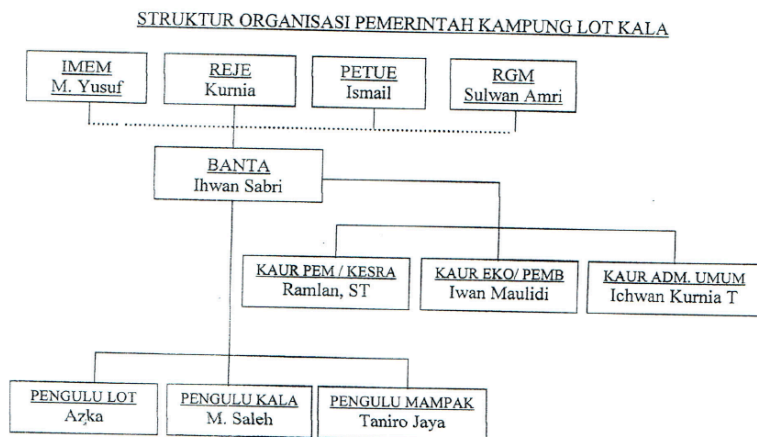 STRUKTUR ORGANISASI PEMERINTAH KAMPUNG LOT KALA
IMEM
M. Yusuf
REJE
Kurnia
PETUE
Ismail
RGM
Sulwan Amri
BANTA
Ihwan Sabri
KAUR PEM / KESRA
Ramlan, ST
KAUR EKO/ PEMB
Iwan Maulidi
KAUR ADM. UMUM
Ichwan Kurnia T
PENGULU LOT
Azka
PENGULU KALA
M. Saleh
PENGULU MAMPAK
Taniro Jaya